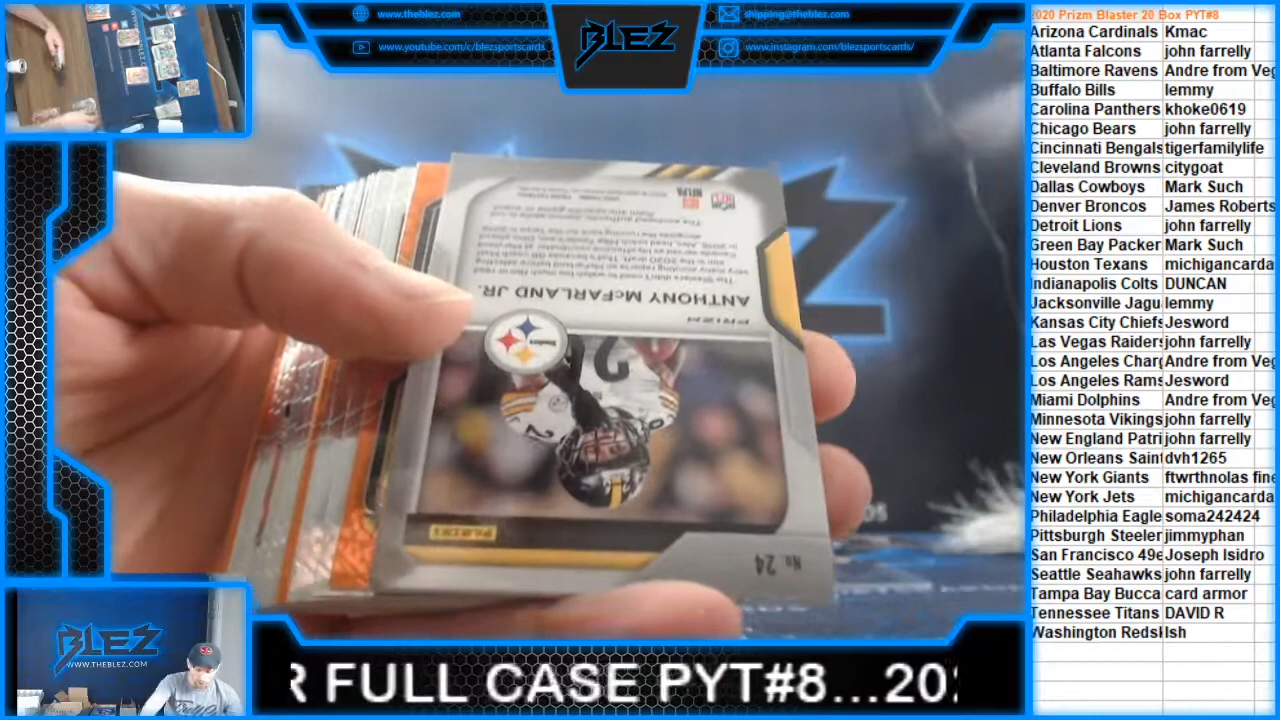 www.theblez.com
shipping@theblez.com
www.youtube.com/c/blezsportscards
www.instagram.com/blezsportscards/
BLEZ
2020 Prizm Blaster 20 Box PYT#8
Arizona Cardinals Kmac
Atlanta Falcons john farrelly
Baltimore Ravens Andre from Veg
Buffalo Bills lemmy
Carolina Panthers khoke0619
Chicago Bears john farrelly
Cincinnati Bengals tigerfamilylife
Cleveland Browns citygoat
Dallas Cowboys Mark Such
Denver Broncos James Roberts
Detroit Lions john farrelly
Green Bay Packer Mark Such
Houston Texans michigancarda
Indianapolis Colts DUNCAN
Jacksonville Jagu lemmy
Kansas City Chiefs Jesword
Las Vegas Raiders john farrelly
Los Angeles Charg Andre from Veg
Los Angeles Rams Jesword
Miami Dolphins Andre from Veg
Minnesota Vikings john farrelly
New England Patri john farrelly
New Orleans Saint dvh1265
New York Giants ftwrthnolas fine
New York Jets michigancarda
Philadelphia Eagle soma242424
Pittsburgh Steeler jimmyphan
San Francisco 49e Joseph Isidro
Seattle Seahawks john farrelly
Tampa Bay Bucca card armor
Tennessee Titans DAVID R
Washington Reds Ish
PRIZM
ANTHONY McFARLAND JR.
Steelers
PANINI
No. 24
BLEZ
WWW.THEBLEZ.COM
R FULL CASE PYT#8...202